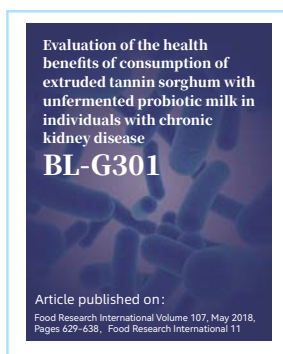 Evaluation of the health
benefits of consumption of
extruded tannin sorghum with
unfermented probiotic milk in
individuals with chronic
kidney disease
BL-G301
Article published on：
Food Research International Volume 107, May 2018,
Pages 629-638，Food Research International 11